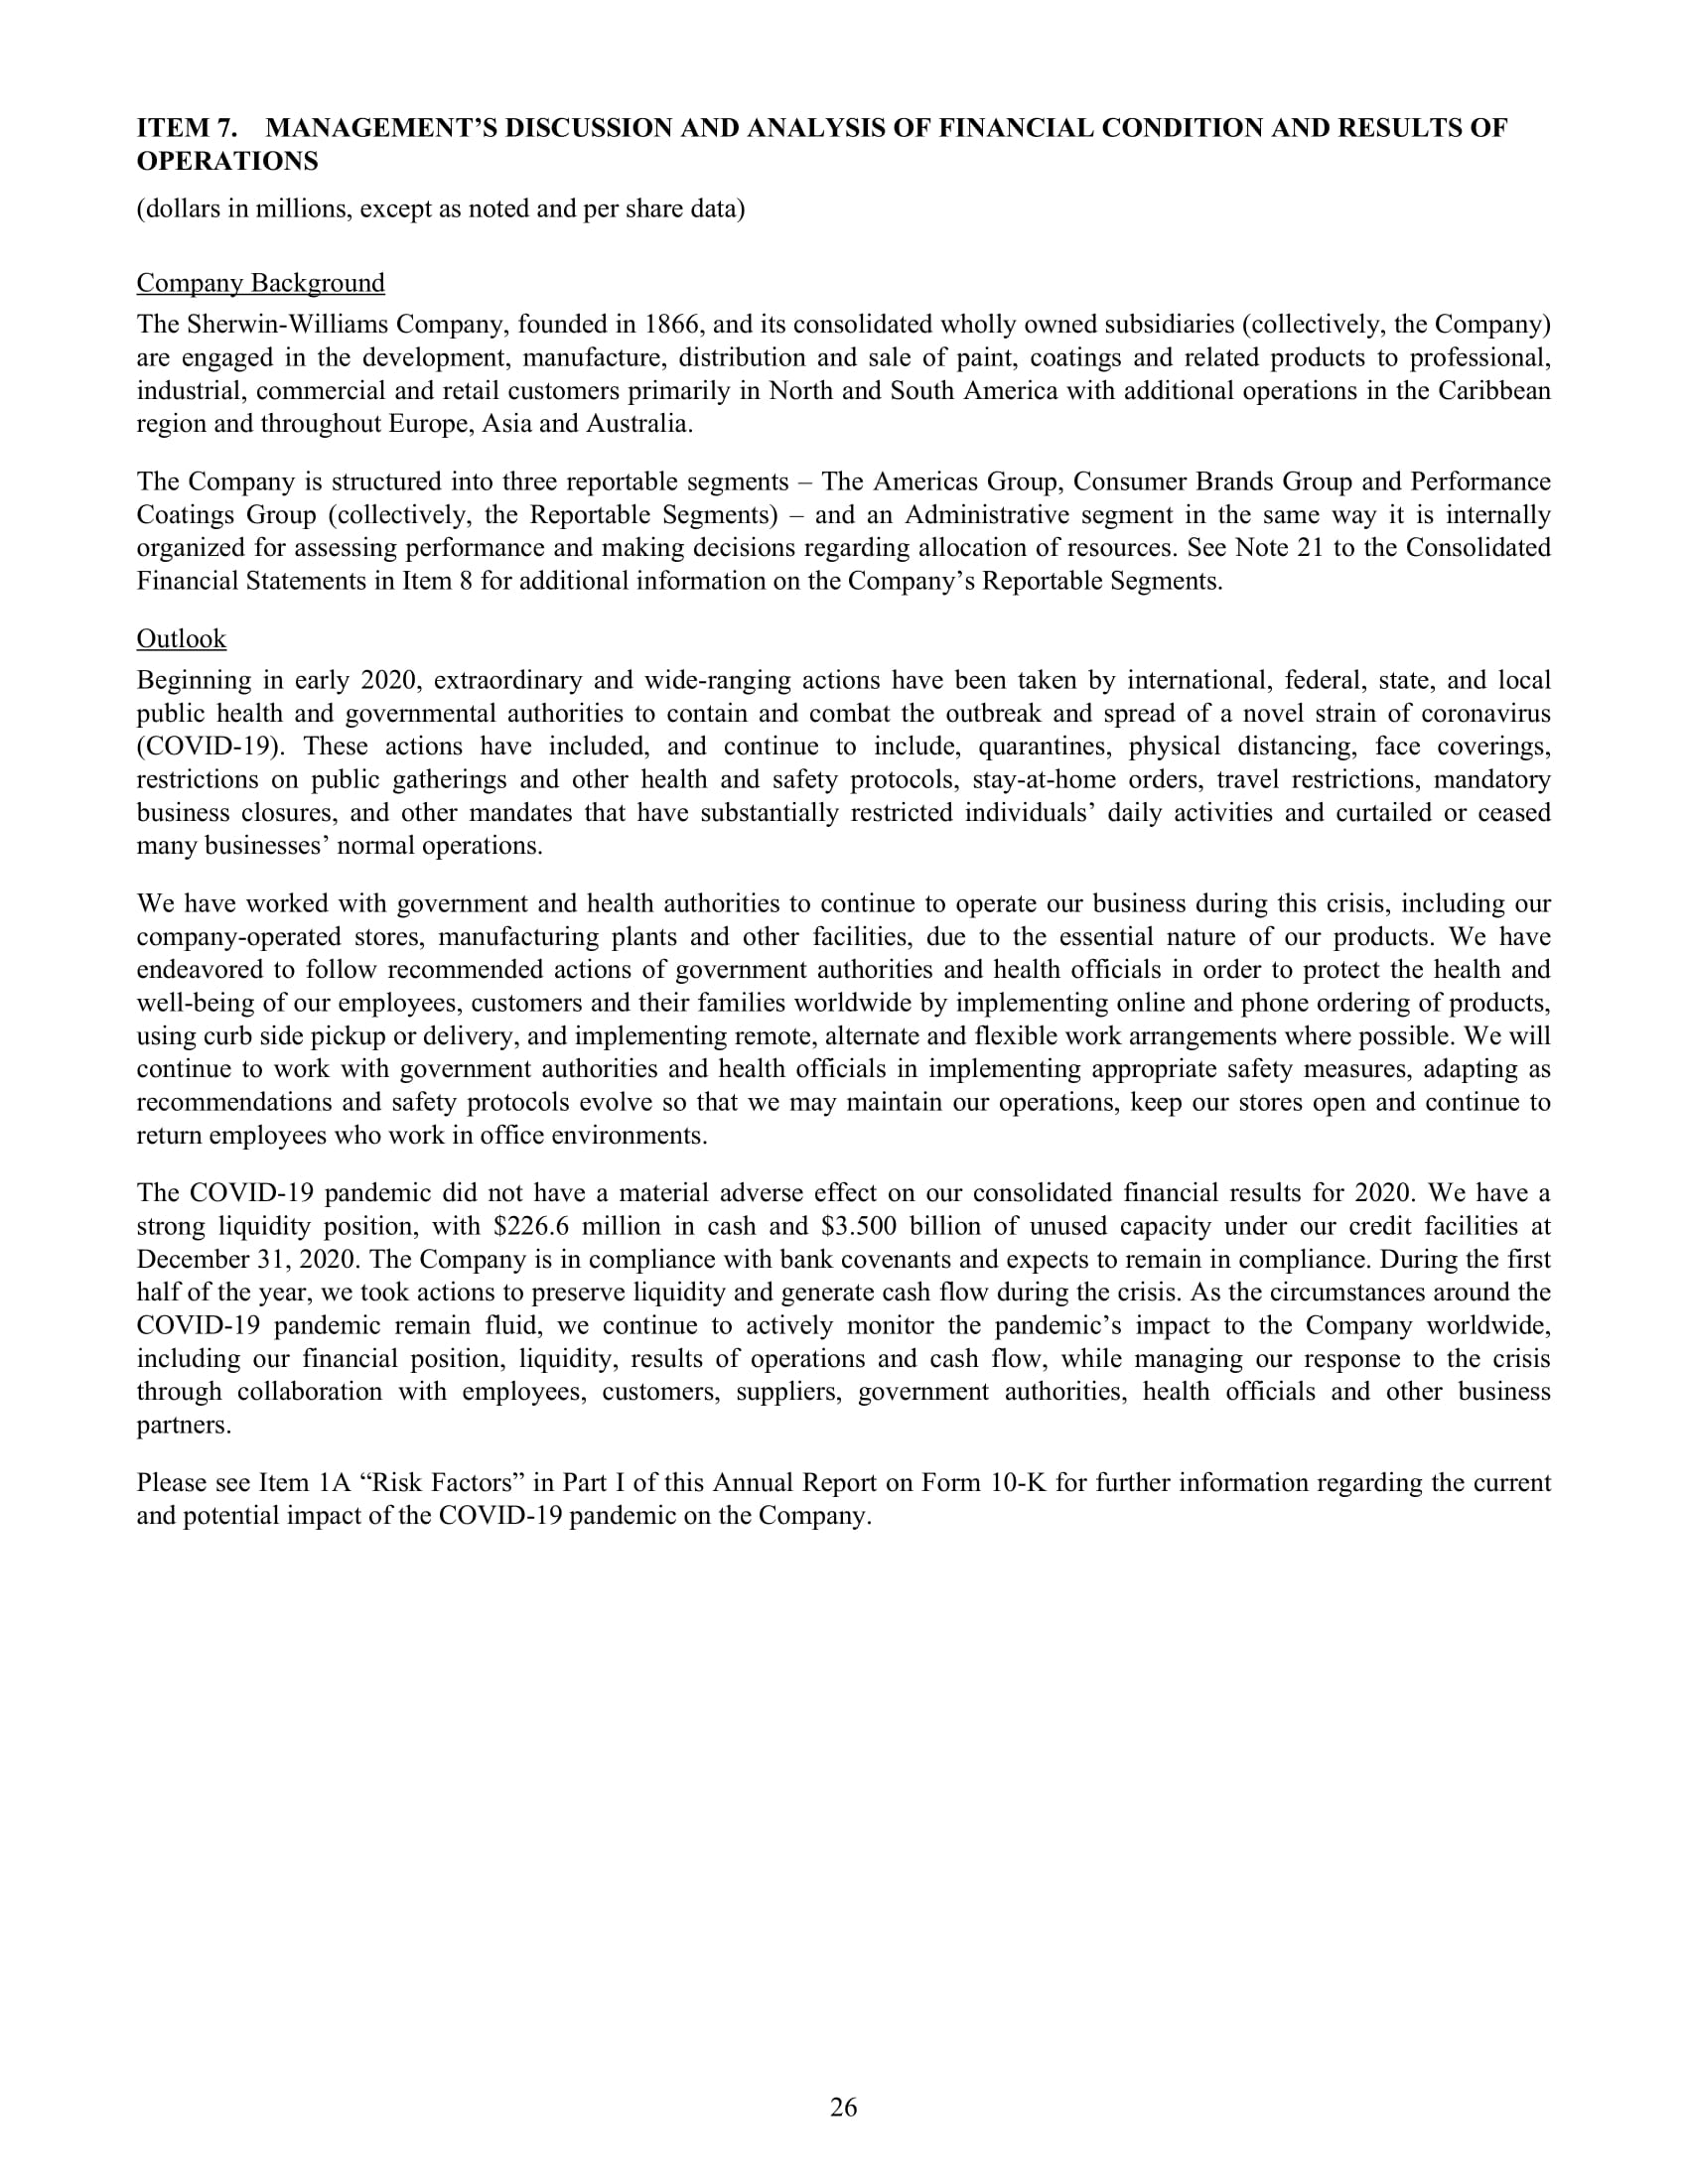 ITEM 7. MANAGEMENT’S DISCUSSION AND ANALYSIS OF FINANCIAL CONDITION AND RESULTS OF
OPERATIONS
(dollars in millions, except as noted and per share data)
Company Background
The Sherwin-Williams Company, founded in 1866, and its consolidated wholly owned subsidiaries (collectively, the Company)
are engaged in the development, manufacture, distribution and sale of paint, coatings and related products to professional,
industrial, commercial and retail customers primarily in North and South America with additional operations in the Caribbean
region and throughout Europe, Asia and Australia.
The Company is structured into three reportable segments – The Americas Group, Consumer Brands Group and Performance
Coatings Group (collectively, the Reportable Segments) – and an Administrative segment in the same way it is internally
organized for assessing performance and making decisions regarding allocation of resources. See Note 21 to the Consolidated
Financial Statements in Item 8 for additional information on the Company’s Reportable Segments.
Outlook
Beginning in early 2020, extraordinary and wide-ranging actions have been taken by international, federal, state, and local
public health and governmental authorities to contain and combat the outbreak and spread of a novel strain of coronavirus
(COVID-19). These actions have included, and continue to include, quarantines, physical distancing, face coverings,
restrictions on public gatherings and other health and safety protocols, stay-at-home orders, travel restrictions, mandatory
business closures, and other mandates that have substantially restricted individuals’ daily activities and curtailed or ceased
many businesses’ normal operations.
We have worked with government and health authorities to continue to operate our business during this crisis, including our
company-operated stores, manufacturing plants and other facilities, due to the essential nature of our products. We have
endeavored to follow recommended actions of government authorities and health officials in order to protect the health and
well-being of our employees, customers and their families worldwide by implementing online and phone ordering of products,
using curb side pickup or delivery, and implementing remote, alternate and flexible work arrangements where possible. We will
continue to work with government authorities and health officials in implementing appropriate safety measures, adapting as
recommendations and safety protocols evolve so that we may maintain our operations, keep our stores open and continue to
return employees who work in office environments.
The COVID-19 pandemic did not have a material adverse effect on our consolidated financial results for 2020. We have a
strong liquidity position, with $226.6 million in cash and $3.500 billion of unused capacity under our credit facilities at
December 31, 2020. The Company is in compliance with bank covenants and expects to remain in compliance. During the first
half of the year, we took actions to preserve liquidity and generate cash flow during the crisis. As the circumstances around the
COVID-19 pandemic remain fluid, we continue to actively monitor the pandemic’s impact to the Company worldwide,
including our financial position, liquidity, results of operations and cash flow, while managing our response to the crisis
through collaboration with employees, customers, suppliers, government authorities, health officials and other business
partners.
Please see Item 1A “Risk Factors” in Part I of this Annual Report on Form 10-K for further information regarding the current
and potential impact of the COVID-19 pandemic on the Company.
26